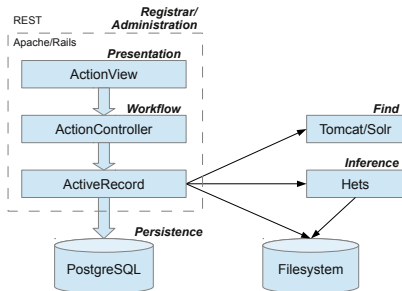 REST
Registrar/
Administration
Apache/Rails
Presentation
ActionView
Workflow
ActionController
Find
Tomcat/Solr
ActiveRecord
Inference
Hets
Persistence
PostgreSQL
Filesystem